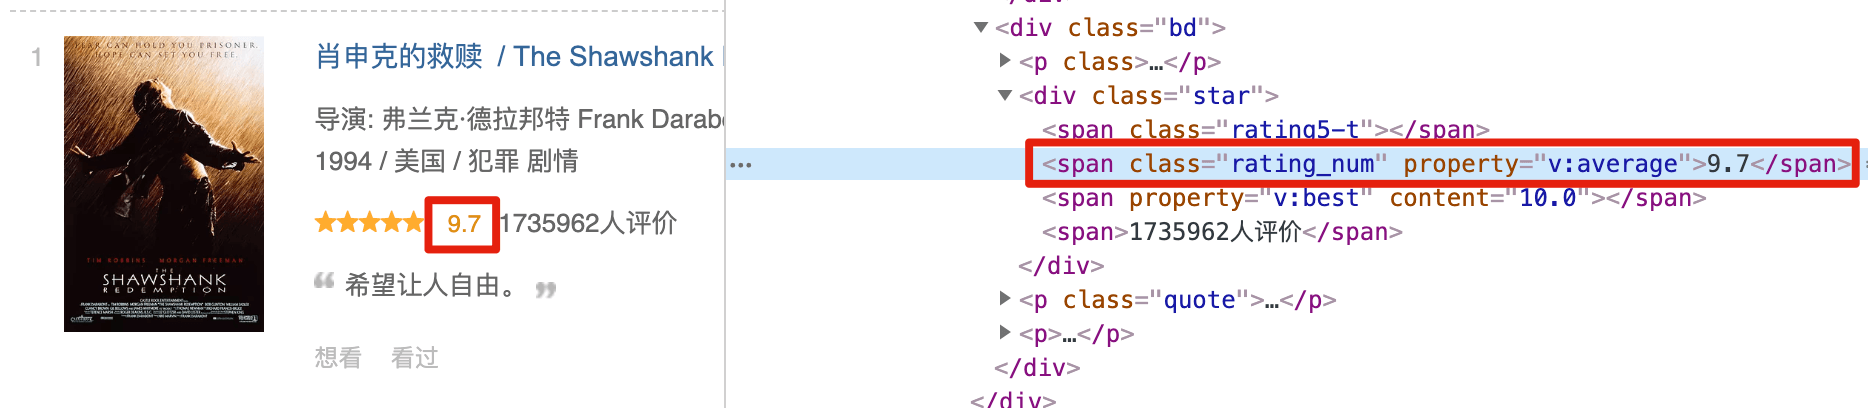 1
FEAR CAN HOLD YOU PRISONER.
HOPE CAN SET YOU FREE.
TIM ROBBINS MORGAN FREEMAN
THE
SHAWSHANK
REDEMPTION
肖申克的救赎 / The Shawshank
导演: 弗兰克·德拉邦特 Frank Darabo
1994 / 美国 / 犯罪 剧情
9.7 1735962人评价
“ 希望让人自由。 ”
想看 看过
</div>
▼<div class="bd">
▶<p class>…</p>
▼<div class="star">
<span class="rating5-t"></span>
… <span class="rating_num" property="v:average">9.7</span>
<span property="v:best" content="10.0"></span>
<span>1735962人评价</span>
</div>
▶<p class="quote">…</p>
▶<p>…</p>
</div>
</div>